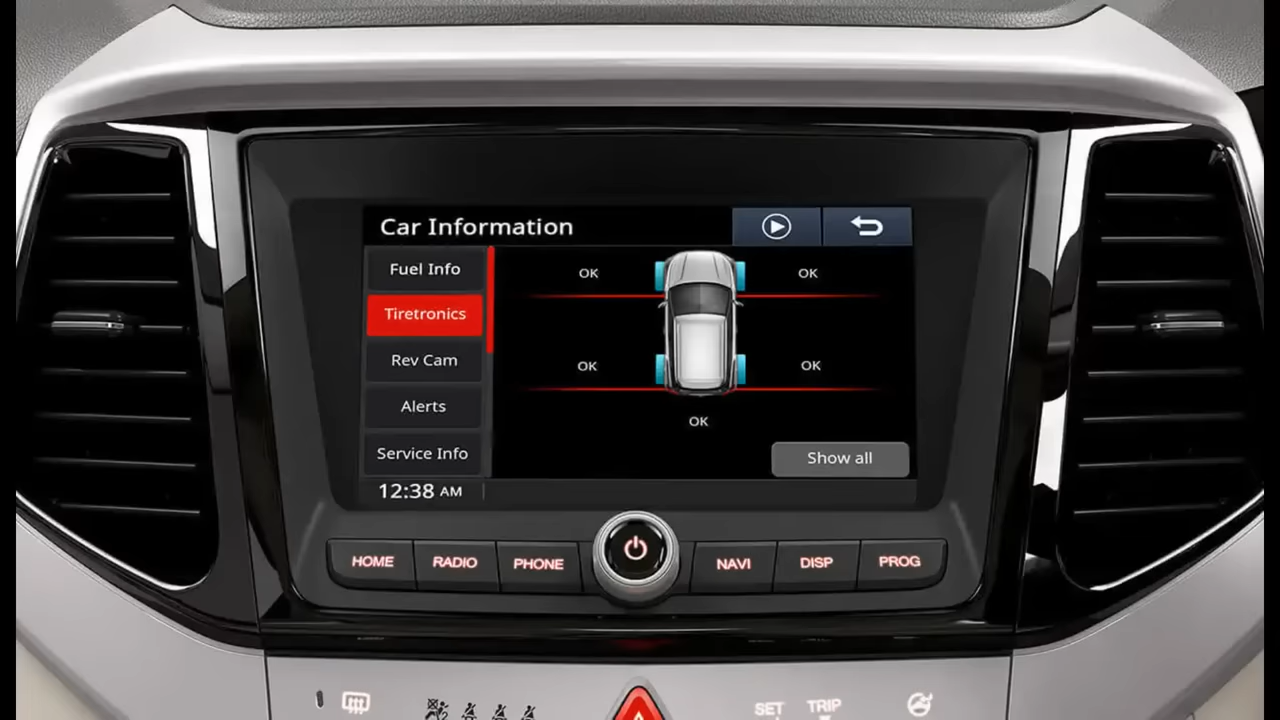 Car Information
Fuel Info
OK
OK
Tiretronics
Rev Cam
OK
OK
Alerts
OK
Service Info
Show all
12:38 AM
HOME
RADIO
PHONE
NAVI
DISP
PROG
SET
TRIP